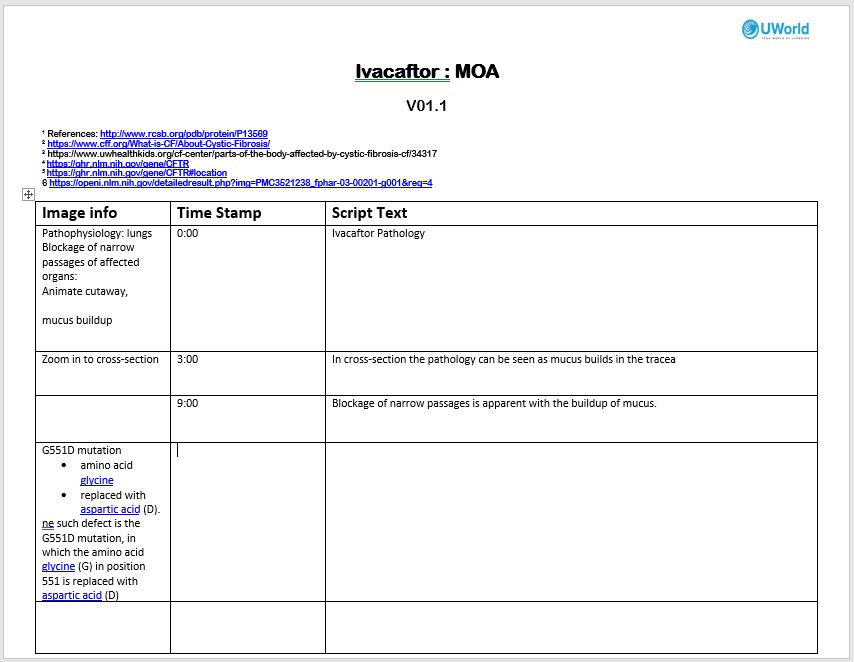 UWorld
Ivacaftor : MOA
V01.1
¹ References: http://www.rcsb.org/pdb/protein/P13569
² https://www.cff.org/What-is-CF/About-Cystic-Fibrosis/
³ https://www.uwhealthkids.org/cf-center/parts-of-the-body-affected-by-cystic-fibrosis-cf/34317
⁴ https://ghr.nlm.nih.gov/gene/CFTR
⁵ https://ghr.nlm.nih.gov/gene/CFTR#location
6 https://openi.nlm.nih.gov/detailedresult.php?img=PMC3521238_fphar-03-00201-g001&req=4
Image info Time Stamp Script Text
Pathophysiology: lungs 0:00 Ivacaftor Pathology
Blockage of narrow
passages of affected
organs:
Animate cutaway,
mucus buildup
Zoom in to cross-section 3:00 In cross-section the pathology can be seen as mucus builds in the tracea
9:00 Blockage of narrow passages is apparent with the buildup of mucus.
G551D mutation
• amino acid
glycine
• replaced with
aspartic acid (D).
ne such defect is the
G551D mutation, in
which the amino acid
glycine (G) in position
551 is replaced with
aspartic acid (D)